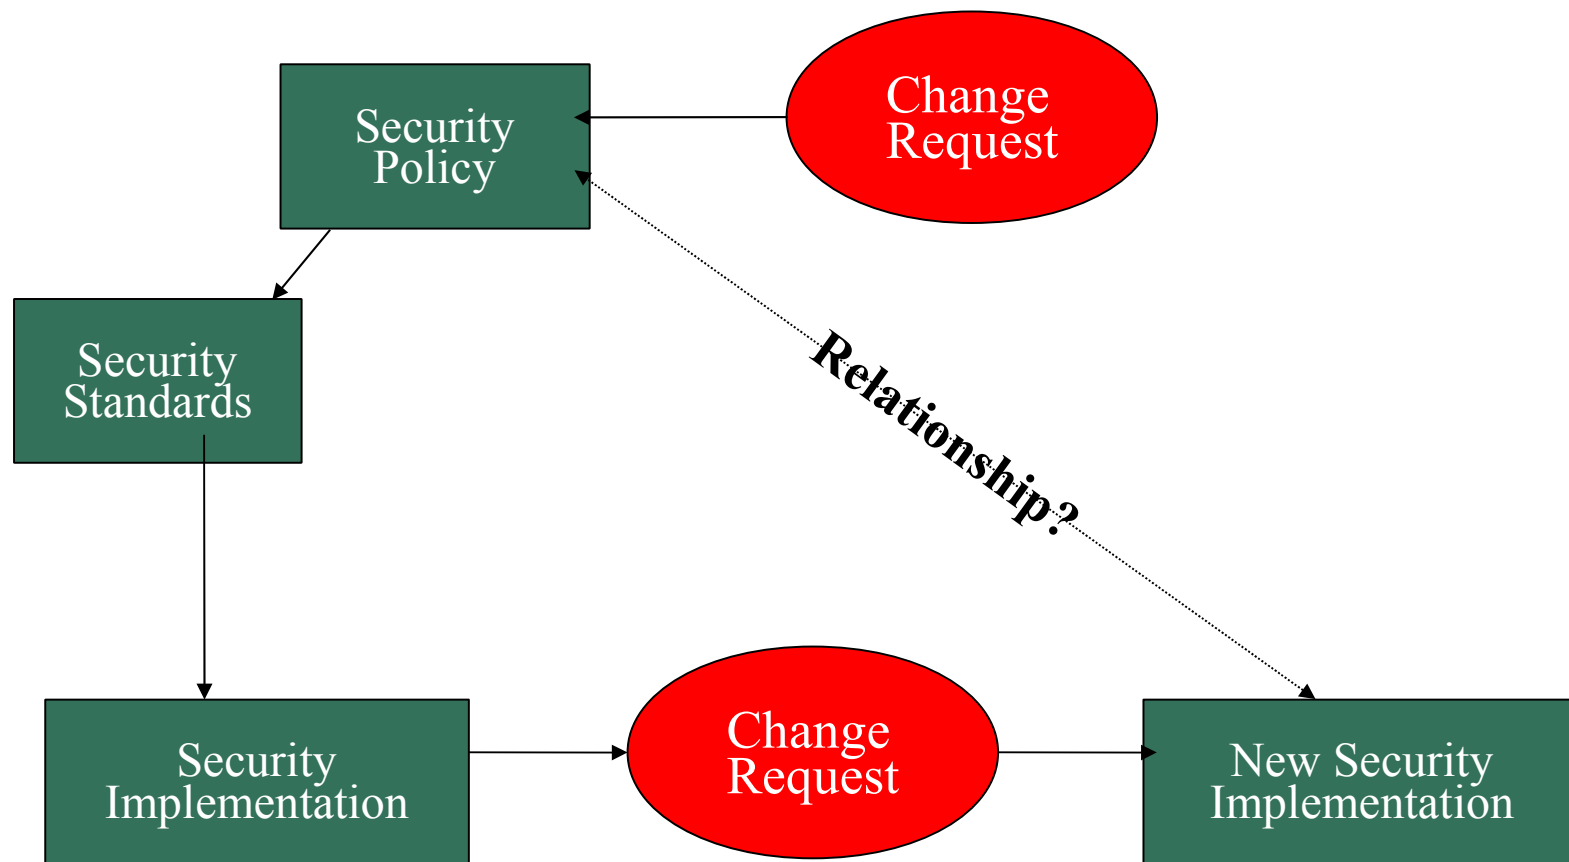 Change
Request
Security
Policy
Security
Standards
Relationship?
Security
Implementation
Change
Request
New Security
Implementation